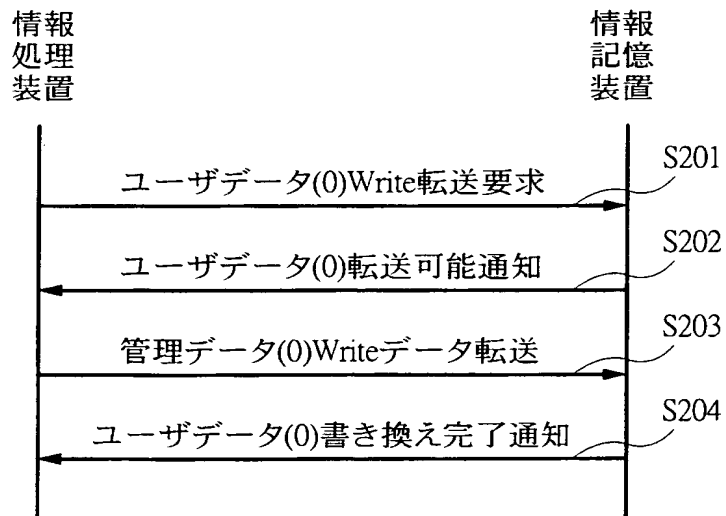 情報
処理
装置
情報
記憶
装置
ユーザデータ(0)Write転送要求
S201
ユーザデータ(0)転送可能通知
S202
管理データ(0)Writeデータ転送
S203
ユーザデータ(0)書き換え完了通知
S204